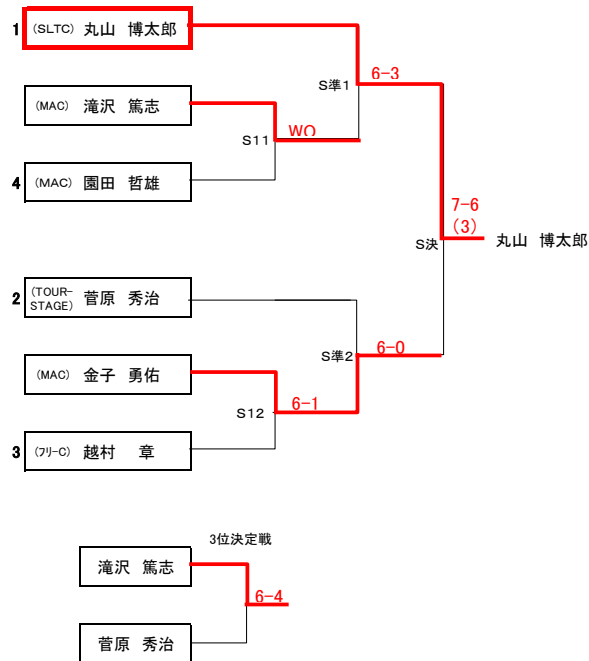 1 (SLTC) 丸山 博太郎
6-3
S準1
(MAC) 滝沢 篤志
WO
S11
4 (MAC) 園田 哲雄
7-6
(3)
S決 丸山 博太郎
2 (TOUR-
STAGE) 菅原 秀治
S準2 6-0
(MAC) 金子 勇佑
6-1
S12
3 (フリーC) 越村 章
3位決定戦
滝沢 篤志
6-4
菅原 秀治